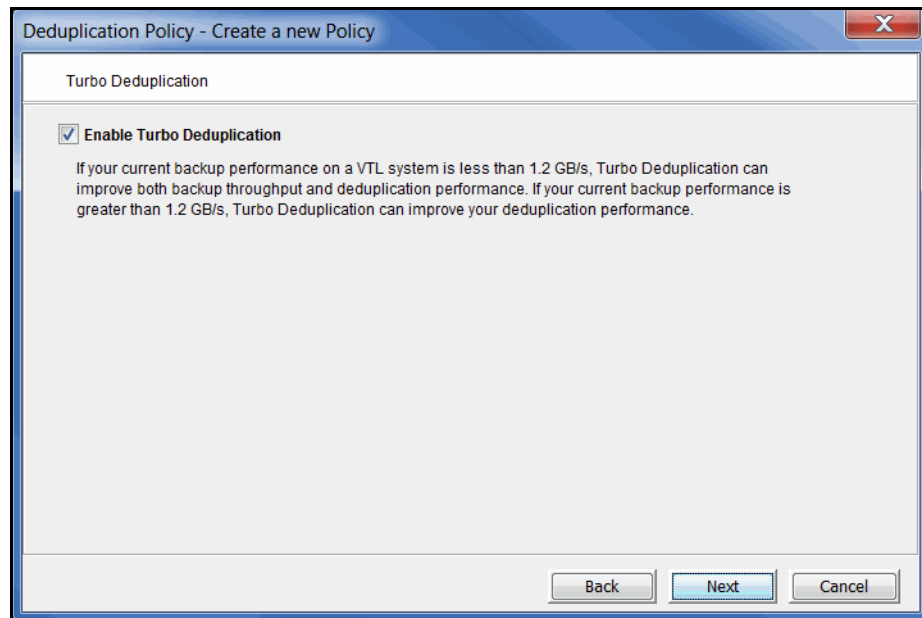 Deduplication Policy - Create a new Policy
X
Turbo Deduplication
Enable Turbo Deduplication
If your current backup performance on a VTL system is less than 1.2 GB/s, Turbo Deduplication can
improve both backup throughput and deduplication performance. If your current backup performance is
greater than 1.2 GB/s, Turbo Deduplication can improve your deduplication performance.
Back Next Cancel